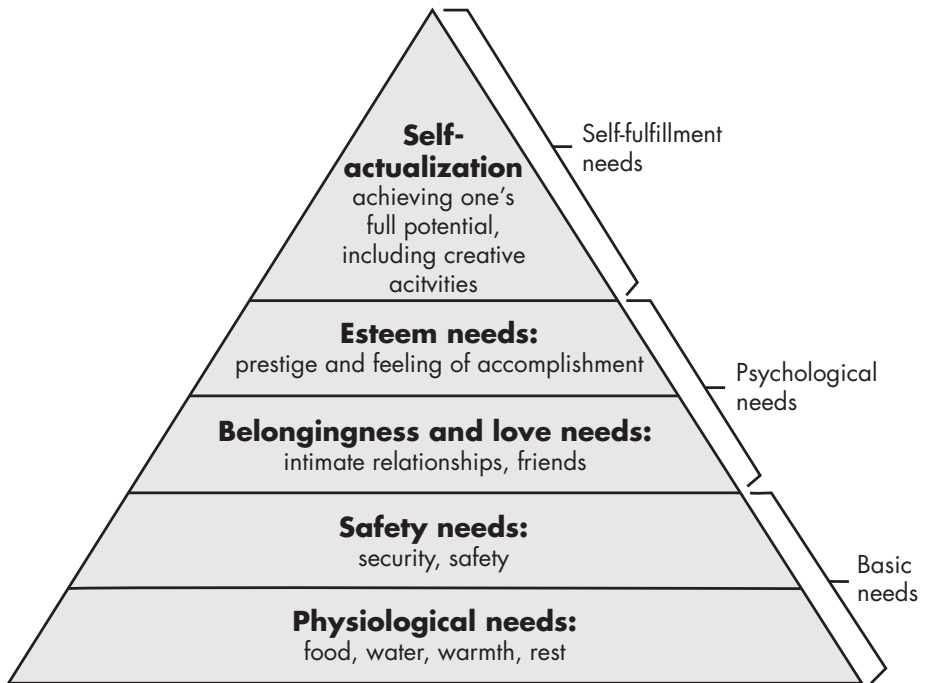 Self-
actualization
achieving one's
full potential,
including creative
acitvities
Self-fulfillment
needs
Esteem needs:
prestige and feeling of accomplishment
Psychological
needs
Belongingness and love needs:
intimate relationships, friends
Safety needs:
security, safety
Basic
needs
Physiological needs:
food, water, warmth, rest